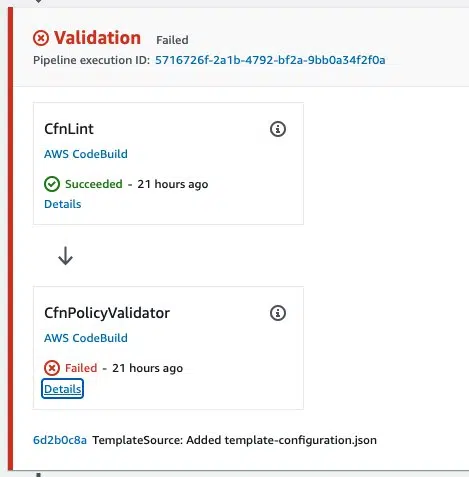 Validation Failed
Pipeline execution ID: 5716726f-2a1b-4792-bf2a-9bb0a34f2f0a
CfnLint
AWS CodeBuild
Succeeded - 21 hours ago
Details
CfnPolicyValidator
AWS CodeBuild
Failed - 21 hours ago
Details
6d2b0c8a TemplateSource: Added template-configuration.json